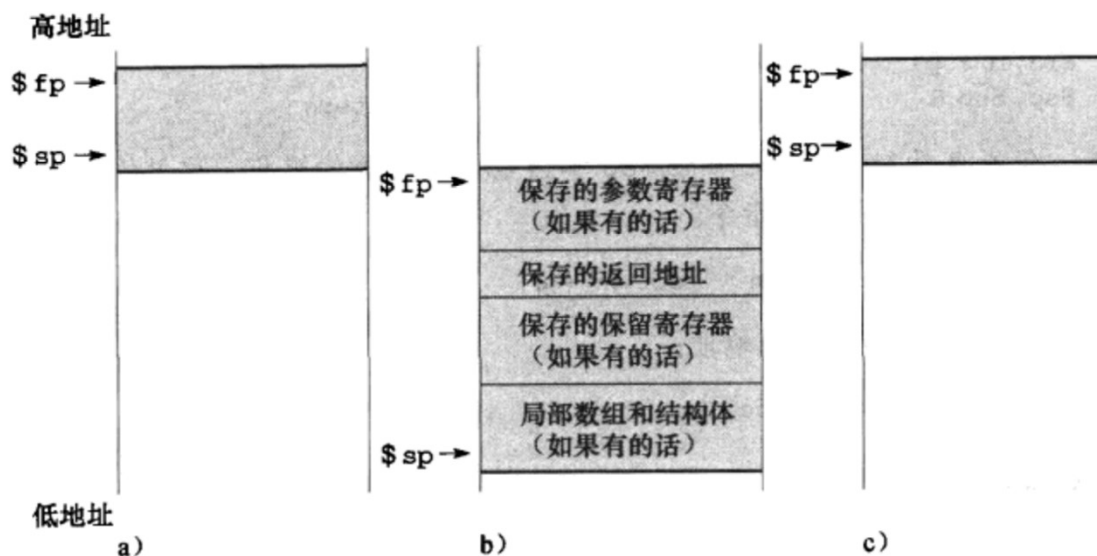 高地址
$fp→
$sp→
a）
$fp→
保存的参数寄存器
（如果有的话）
保存的返回地址
保存的保留寄存器
（如果有的话）
局部数组和结构体
（如果有的话）
$sp→
b）
$fp→
$sp→
c）
低地址